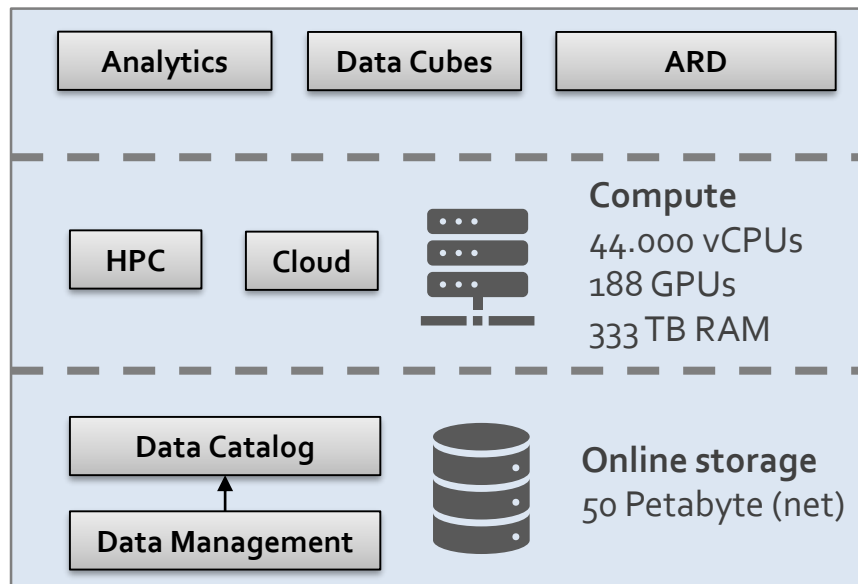 Analytics
Data Cubes
ARD
HPC
Cloud
Compute
44.000 vCPUs
188 GPUs
333 TB RAM
Data Catalog
Data Management
Online storage
50 Petabyte (net)